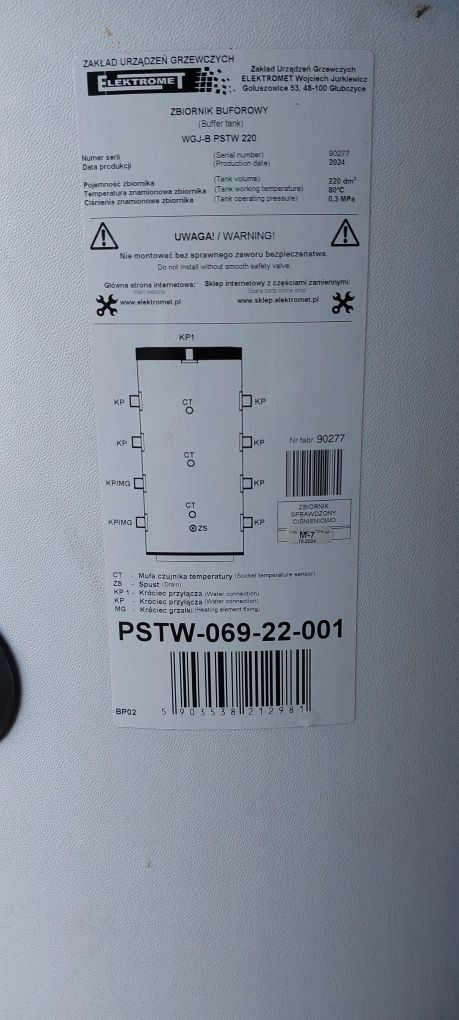 ZAKŁAD URZĄDZEŃ GRZEWCZYCH
ELEKTROMET
Zakład Urządzeń Grzewczych
ELEKTROMET Wojciech Jurkiewicz
Gołuszowice 53, 48-100 Głubczyce
ZBIORNIK BUFOROWY
(Buffer tank)
WGJ-B PSTW 220
Numer serii (Serial number) 90277
Data produkcji (Production date) 2024
Pojemność zbiornika (Tank volume) 220 dm³
Temperatura znamionowa zbiornika (Tank working temperature) 80°C
Ciśnienie znamionowe zbiornika (Tank operating pressure) 0,3 MPa
UWAGA! / WARNING!
Nie montować bez sprawnego zaworu bezpieczeństwa.
Do not install without smooth safety valve.
Główna strona internetowa: Sklep internetowy z częściami zamiennymi:
Main website Spare parts online shop
www.elektromet.pl www.sklep.elektromet.pl
KP1
KP CT KP
KP KP
CT
Nr fabr. 90277
KP/MG KP
CT
KP/MG ZS KP
ZBIORNIK
SPRAWDZONY
CIŚNIENIOWO
M-7
10.2024
CT - Mufa czujnika temperatury (Socket temperature sensor)
ZS - Spust (Drain)
KP 1 - Króciec przyłącza (Water connection)
KP - Króciec przyłącza (Water connection)
MG - Króciec grzałki (Heating element fixing)
PSTW-069-22-001
BP02 5 903538 212981